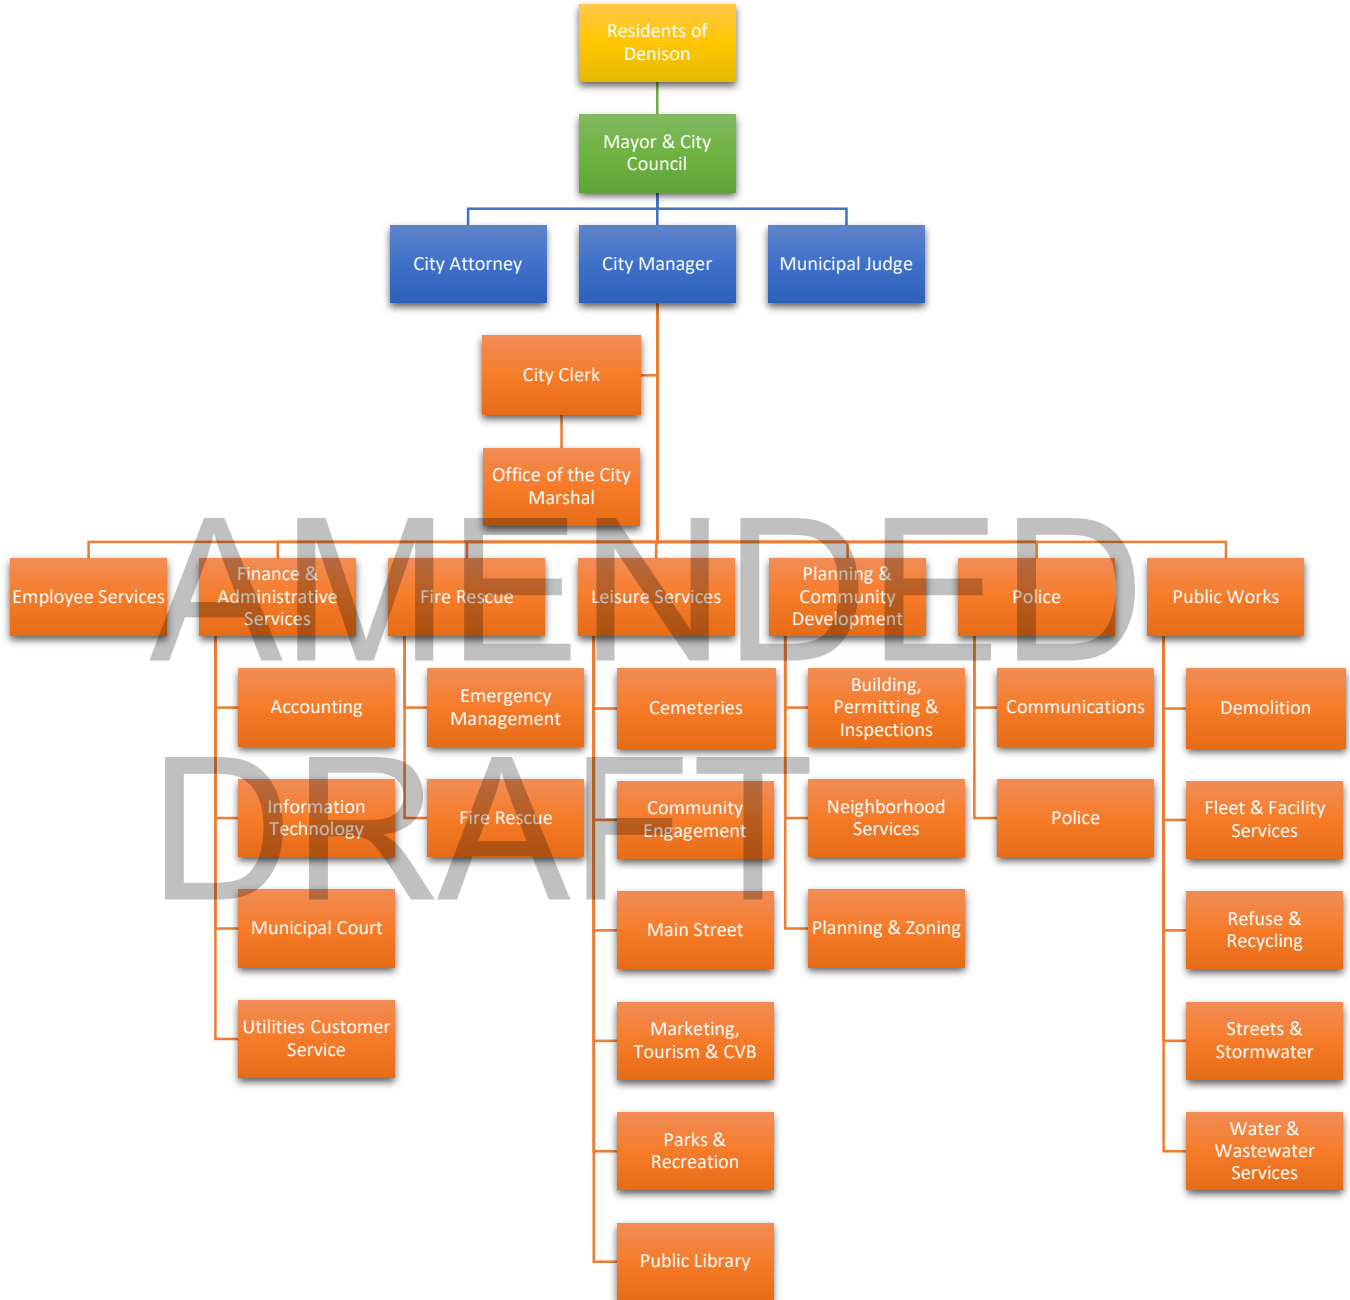 Residents of
Denison
Mayor & City
Council
City Attorney
City Manager
Municipal Judge
City Clerk
Office of the City
Marshal
AMENDED
DRAFT
Employee Services
Finance &
Administrative
Services
Fire Rescue
Leisure Services
Planning &
Community
Development
Police
Public Works
Accounting
Information
Technology
Municipal Court
Utilities Customer
Service
Emergency
Management
Fire Rescue
Cemeteries
Community
Engagement
Main Street
Marketing,
Tourism & CVB
Parks &
Recreation
Public Library
Building,
Permitting &
Inspections
Neighborhood
Services
Planning & Zoning
Communications
Police
Demolition
Fleet & Facility
Services
Refuse &
Recycling
Streets &
Stormwater
Water &
Wastewater
Services